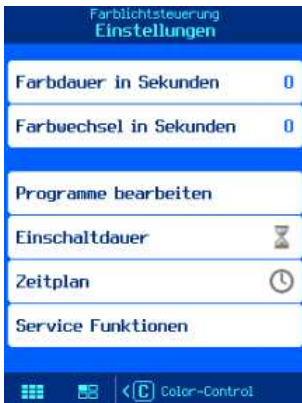 Farblichtsteuerung
Einstellungen
Farbdauer in Sekunden 0
Farbwechsel in Sekunden 0
Programme bearbeiten
Einschaltdauer
Zeitplan
Service Funktionen
<C Color-Control